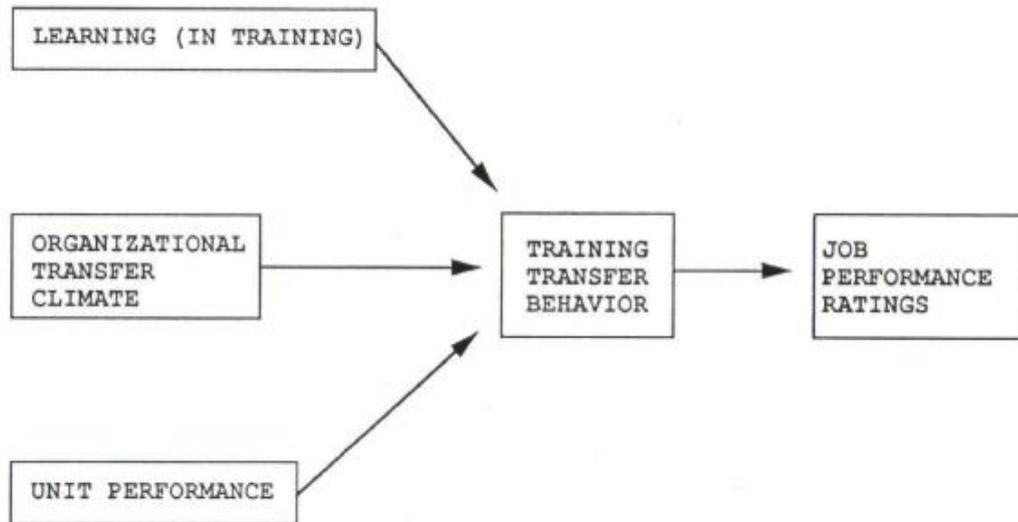 LEARNING (IN TRAINING)
ORGANIZATIONAL
TRANSFER
CLIMATE
TRAINING
TRANSFER
BEHAVIOR
JOB
PERFORMANCE
RATINGS
UNIT PERFORMANCE